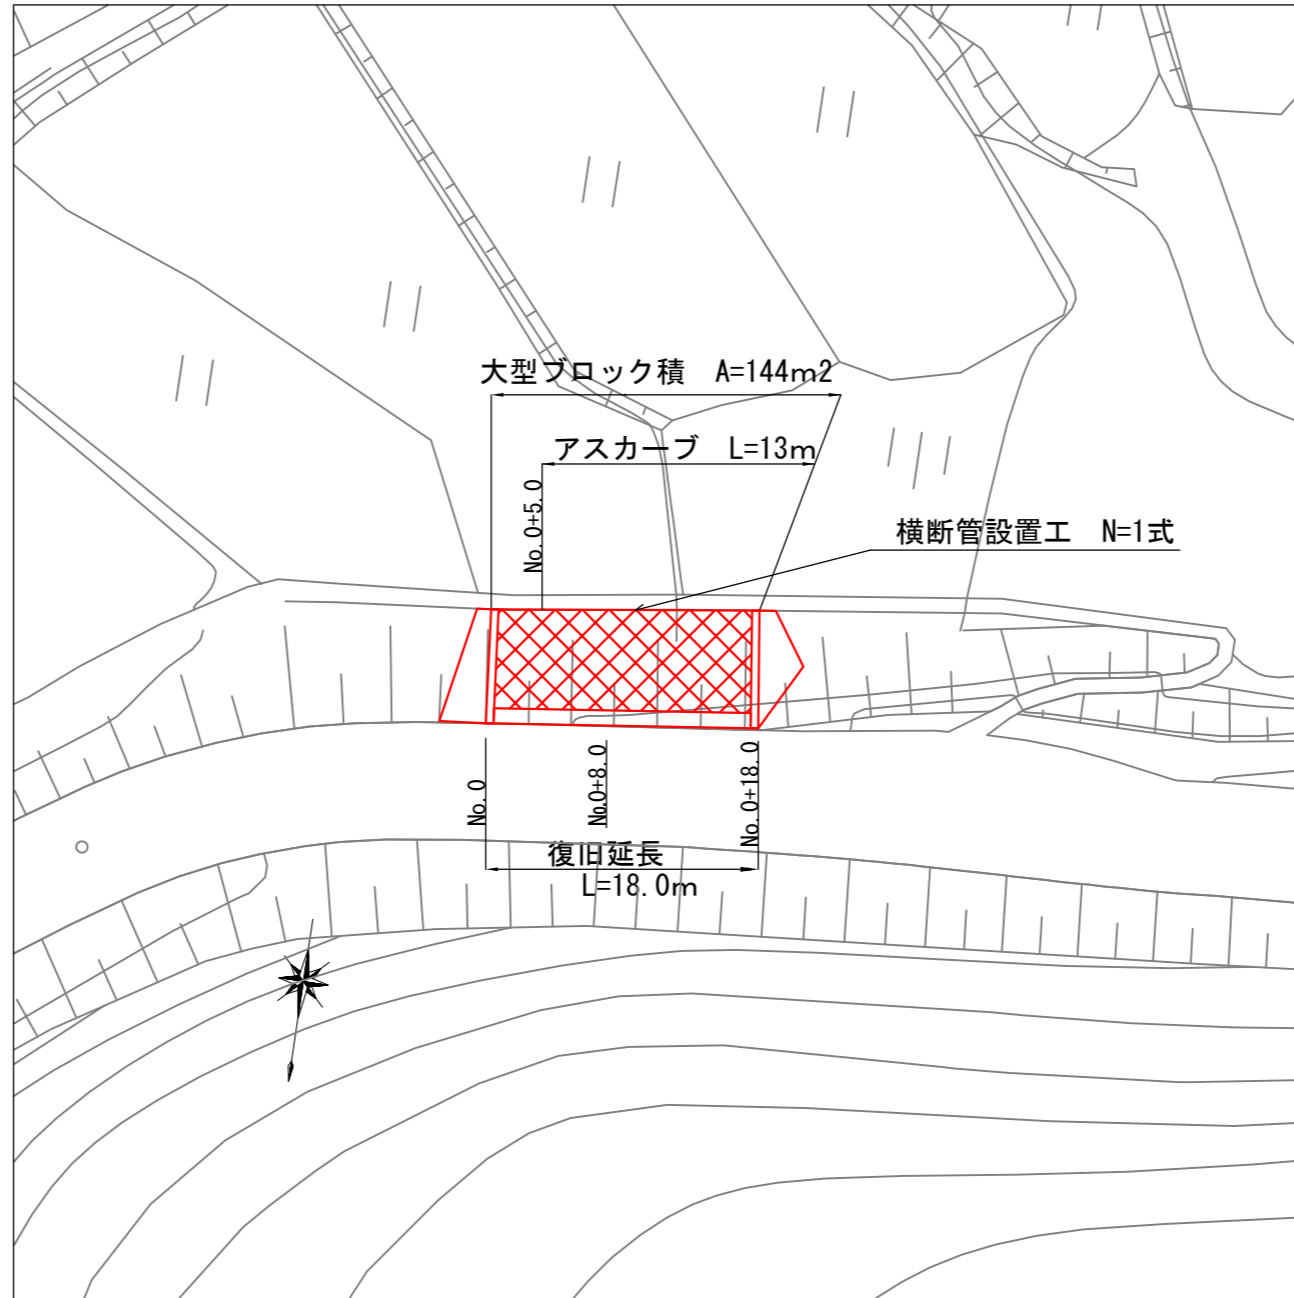 大型ブロック積　A=144m2
アスカーブ　L=13m
No.0+5.0
横断管設置工　N=1式
No.0
No.0+8.0
No.0+18.0
復旧延長
L=18.0m